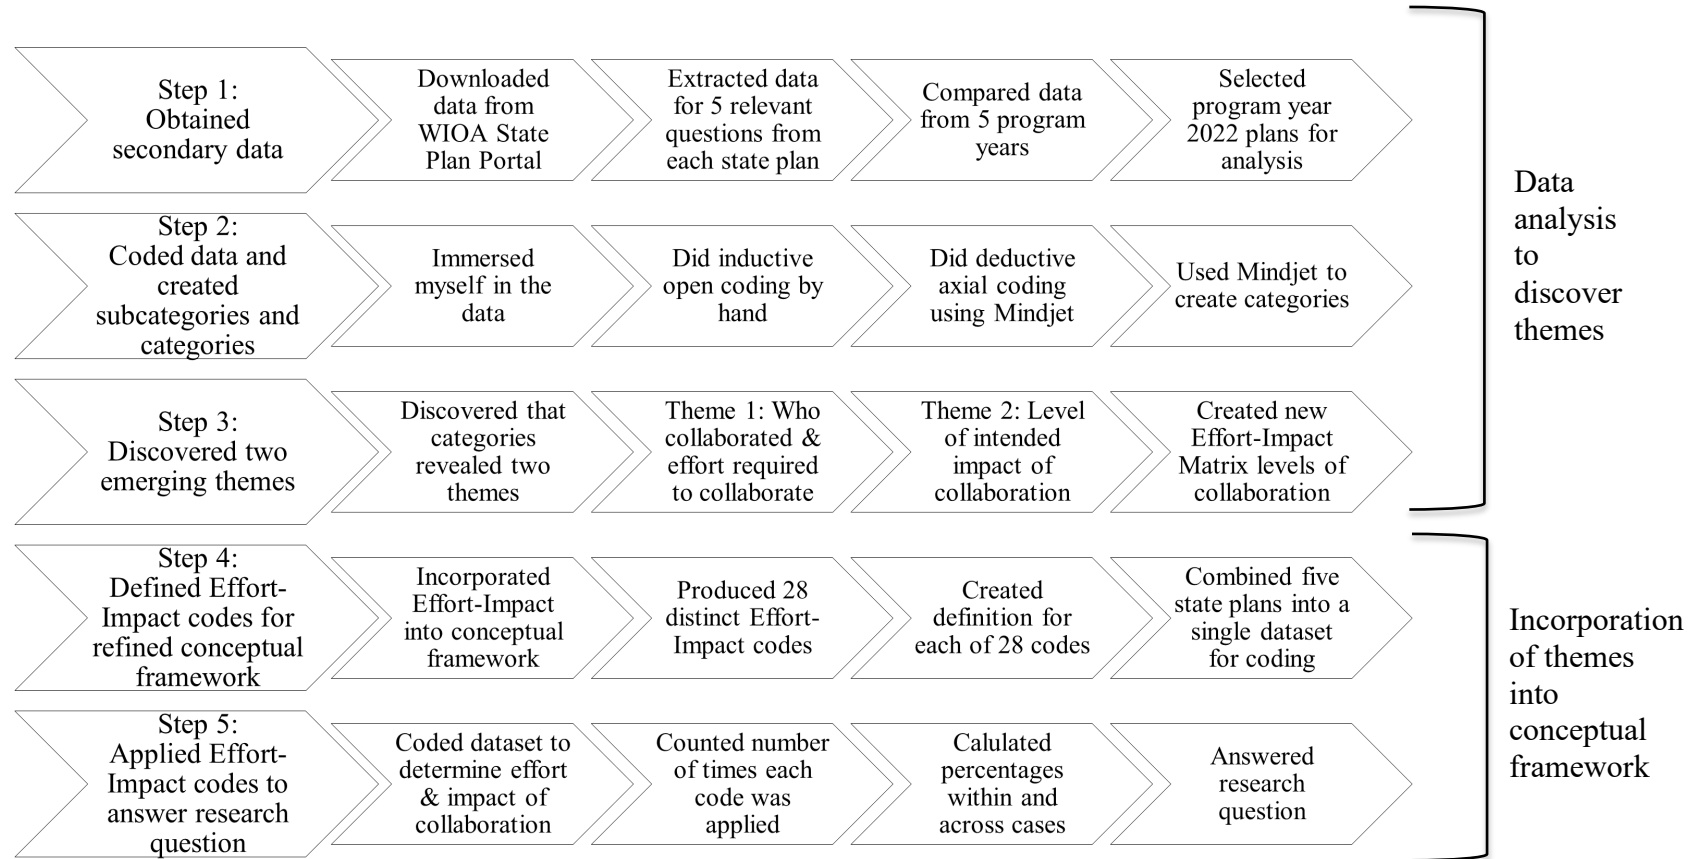 Step 1:
Obtained
secondary data
Downloaded
data from
WIOA State
Plan Portal
Extracted data
for 5 relevant
questions from
each state plan
Compared data
from 5 program
years
Selected
program year
2022 plans for
analysis
Step 2:
Coded data and
created
subcategories and
categories
Immersed
myself in the
data
Did inductive
open coding by
hand
Did deductive
axial coding
using Mindjet
Used Mindjet to
create categories
Step 3:
Discovered two
emerging themes
Discovered that
categories
revealed two
themes
Theme 1: Who
collaborated &
effort required
to collaborate
Theme 2: Level
of intended
impact of
collaboration
Created new
Effort-Impact
Matrix levels of
collaboration
Data
analysis
to
discover
themes
Step 4:
Defined Effort-
Impact codes for
refined conceptual
framework
Incorporated
Effort-Impact
into conceptual
framework
Produced 28
distinct Effort-
Impact codes
Created
definition for
each of 28 codes
Combined five
state plans into a
single dataset
for coding
Step 5:
Applied Effort-
Impact codes to
answer research
question
Coded dataset to
determine effort
& impact of
collaboration
Counted number
of times each
code was
applied
Calulated
percentages
within and
across cases
Answered
research
question
Incorporation
of themes
into
conceptual
framework